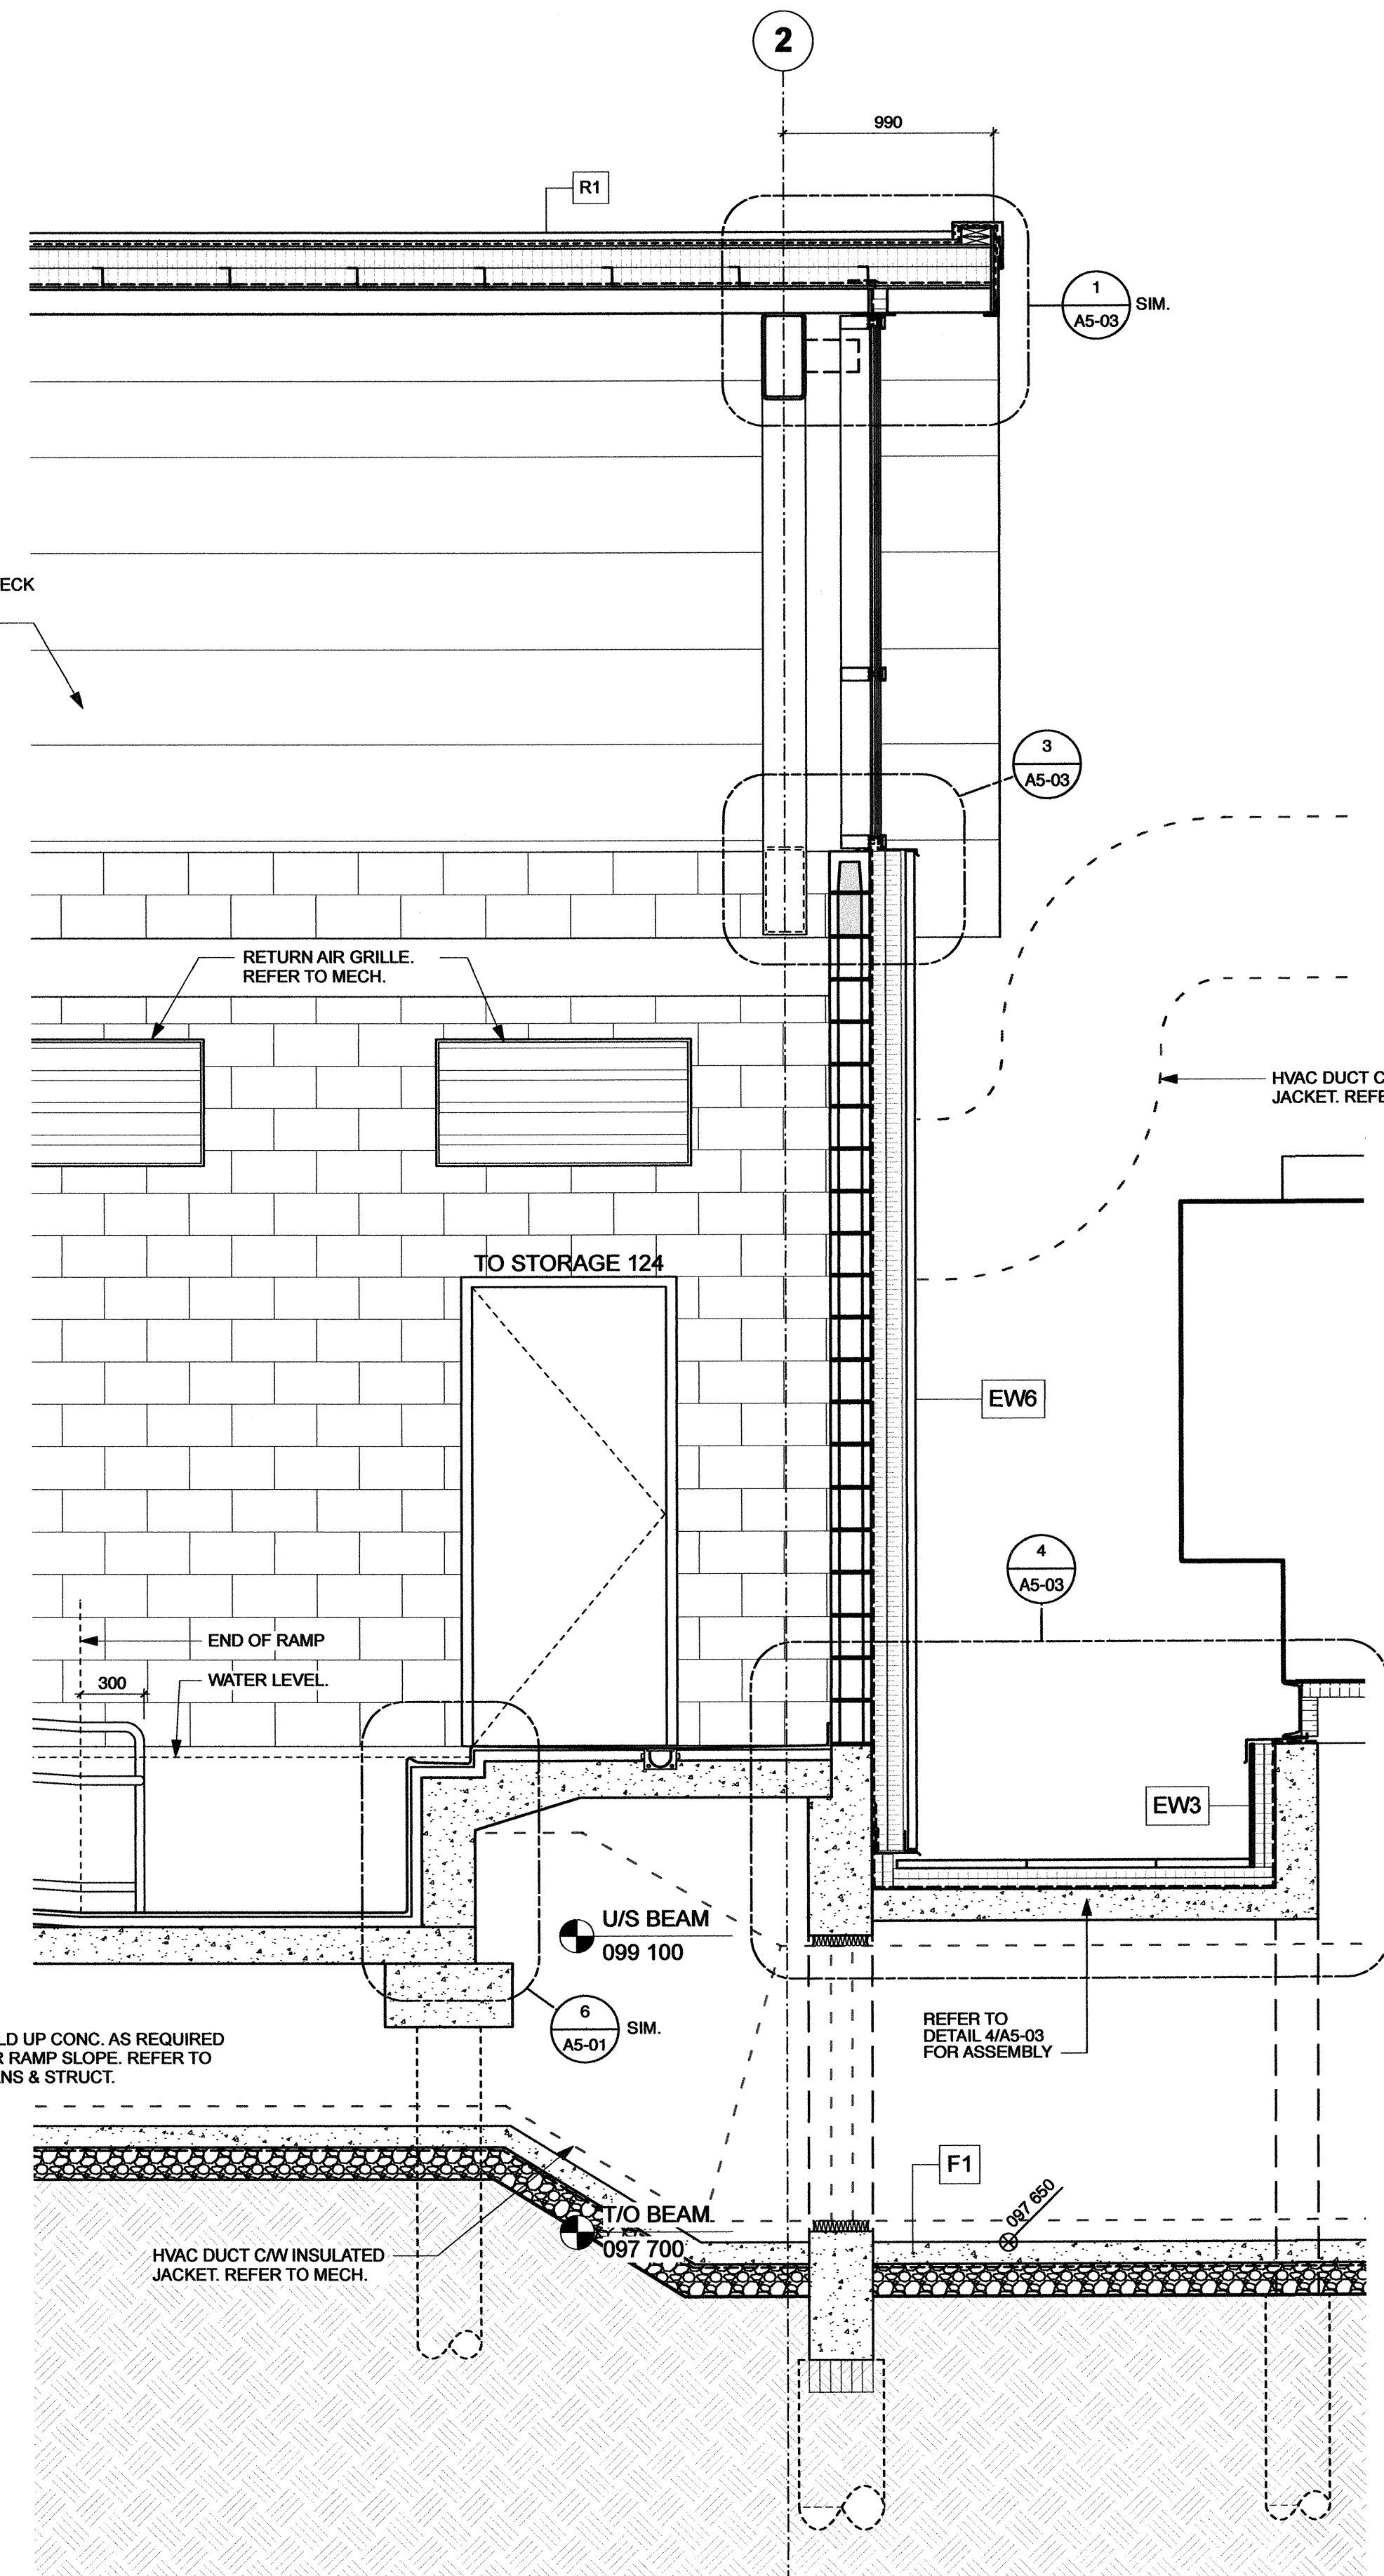 2
990
R1
1
A5-03
SIM.
ECK
3
A5-03
RETURN AIR GRILLE.
REFER TO MECH.
HVAC DUCT C
JACKET. REFE
TO STORAGE 124
EW6
4
A5-03
END OF RAMP
300
WATER LEVEL.
EW3
U/S BEAM
099 100
6
A5-01
SIM.
REFER TO
DETAIL 4/A5-03
FOR ASSEMBLY
LD UP CONC. AS REQUIRED
R RAMP SLOPE. REFER TO
NS & STRUCT.
F1
097 650
T/O BEAM
097 700
HVAC DUCT C/W INSULATED
JACKET. REFER TO MECH.